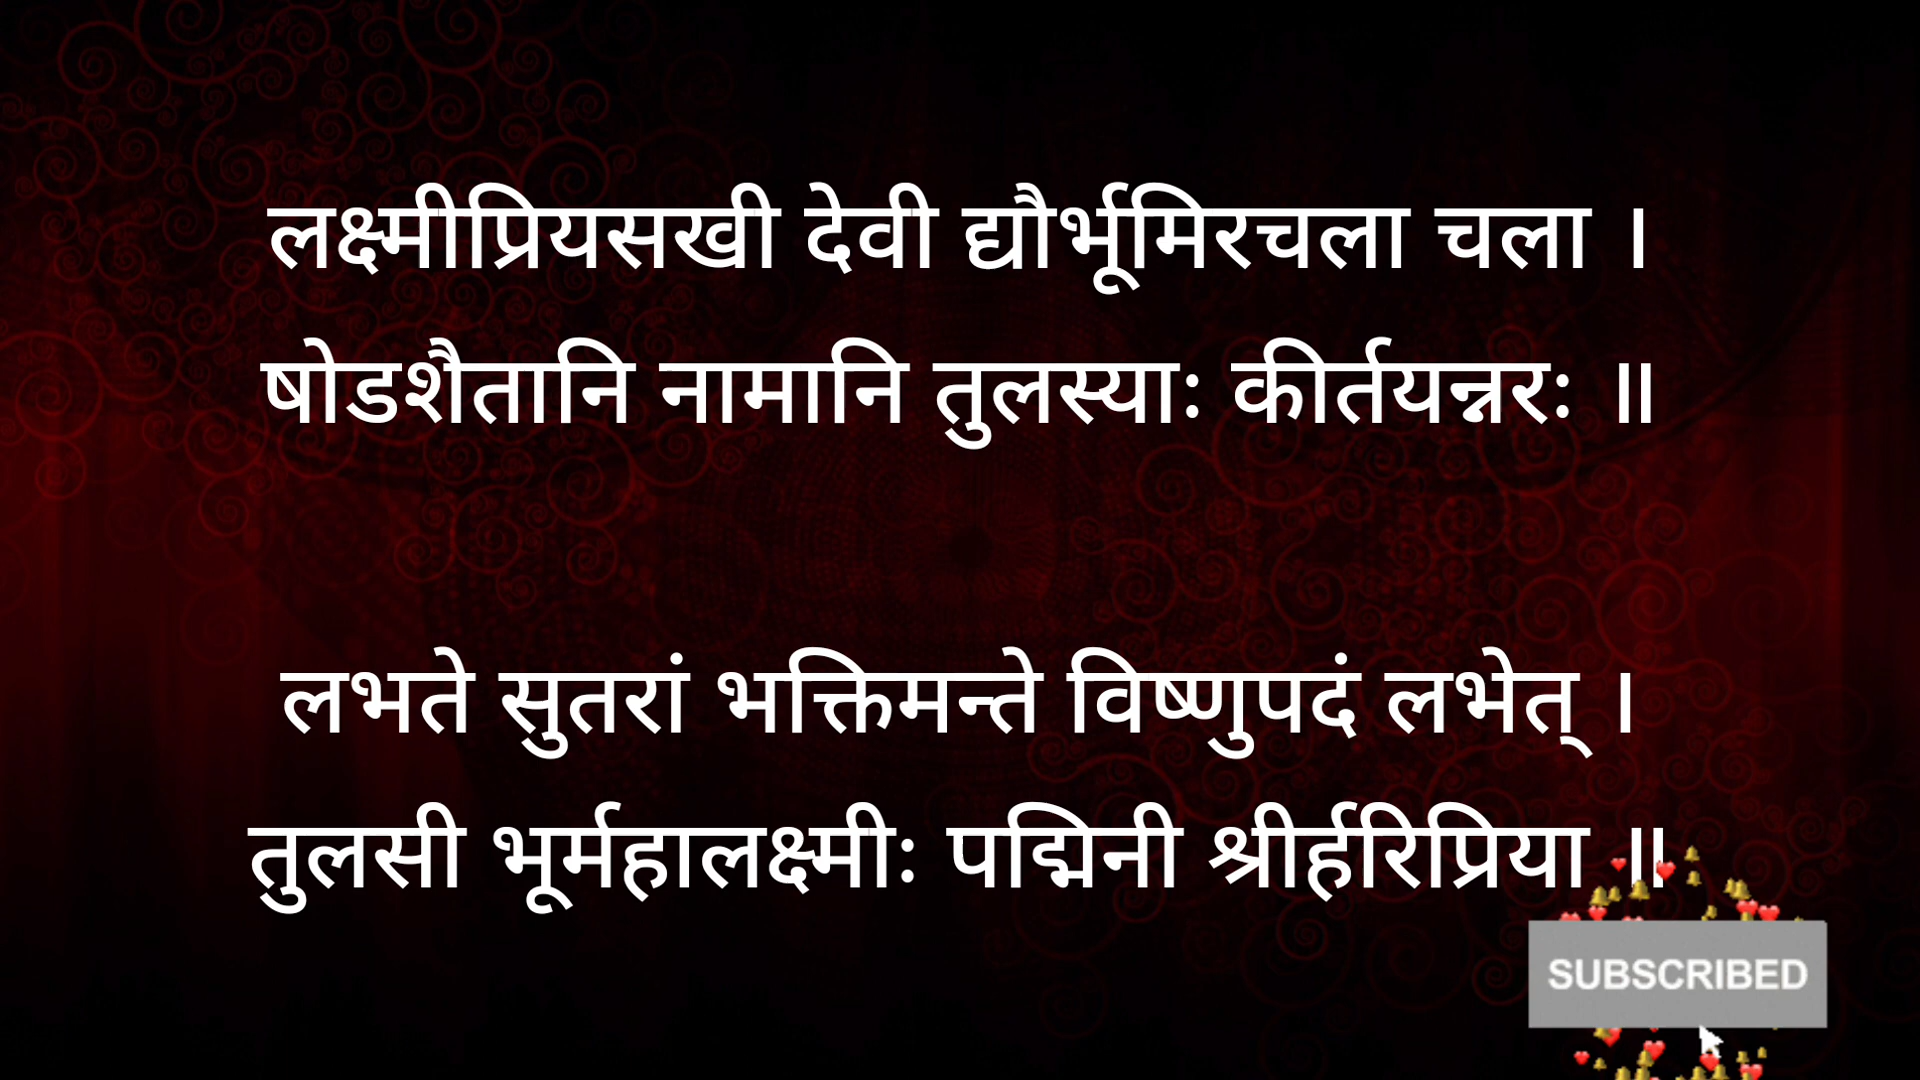 लक्ष्मीप्रियसखी देवी द्यौर्भूमिरचला चला ।
षोडशैतानि नामानि तुलस्याः कीर्तयन्नरः ॥
लभते सुतरां भक्तिमन्ते विष्णुपदं लभेत् ।
तुलसी भूर्महालक्ष्मीः पद्मिनी श्रीर्हरिप्रिया ॥
SUBSCRIBED